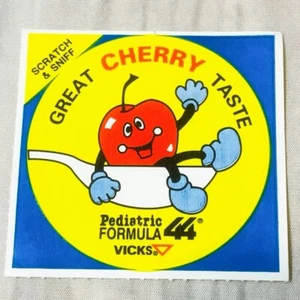 SCRATCH
& SNIFF
GREAT CHERRY TASTE
Pediatric
FORMULA 44®
VICKS